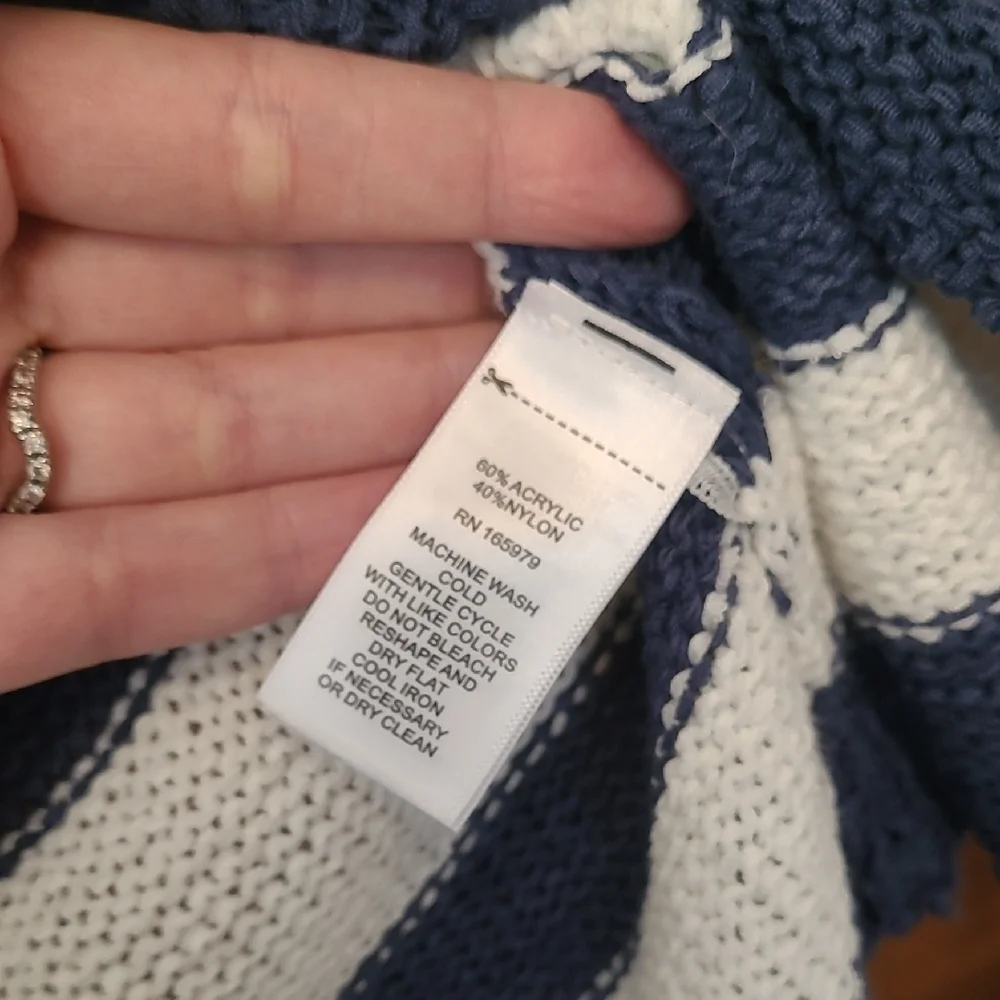 60% ACRYLIC
40%NYLON
RN 165979
MACHINE WASH
COLD
GENTLE CYCLE
WITH LIKE COLORS
DO NOT BLEACH
RESHAPE AND
DRY FLAT
COOL IRON
IF NECESSARY
OR DRY CLEAN